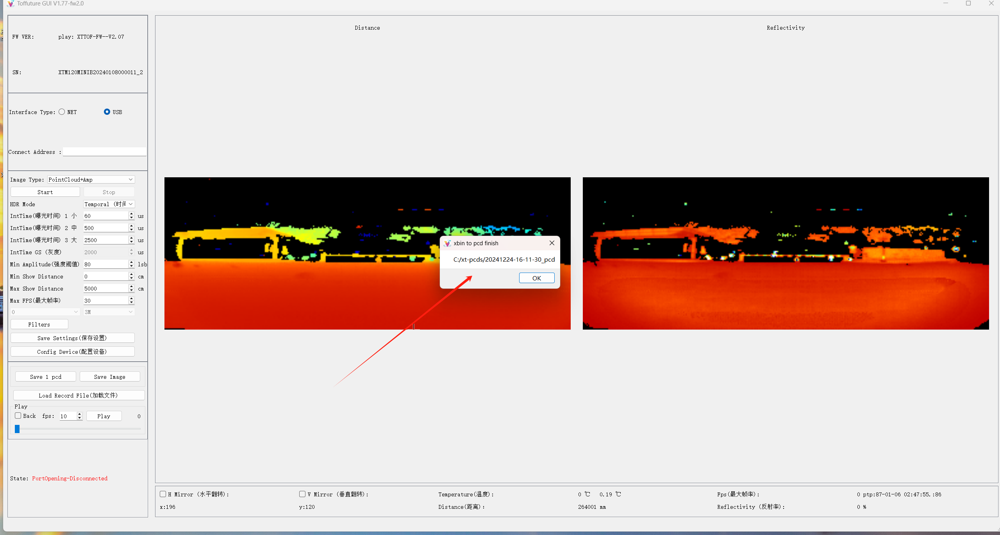 Toffuture GUI V1.77-fw2.0
FW VER: play: XTTOF-FW--V2.07
SN: XTM120MINIB20240108000011_2
Interface Type: NET USB
Connect Address :
Image Type: PointCloud+Amp
Start Stop
HDR Mode Temporal (时间
IntTime(曝光时间) 1 小 60 us
IntTime(曝光时间) 2 中 500 us
IntTime(曝光时间) 3 大 2500 us
IntTime GS (灰度) 2000 us
Min Amplitude(强度阈值) 80 lsb
Min Show Distance 0 cm
Max Show Distance 5000 cm
Max FPS(最大帧率) 30
0 3M
Filters
Save Settings(保存设置)
Config Device(配置设备)
Save 1 pcd Save Image
Load Record File(加载文件)
Play
Back fps: 10 Play 0
State: PortOpening-Disconnected
Distance Reflectivity
xbin to pcd finish
C:/xt-pcds/20241224-16-11-30_pcd
OK
H Mirror (水平翻转): V Mirror (垂直翻转): Temperature(温度): 0 ℃ 0.19 ℃ Fps(最大帧率): 0 ptp:87-01-06 02:47:55.:86
x:196 y:120 Distance(距离): 264001 mm Reflectivity (反射率): 0 %